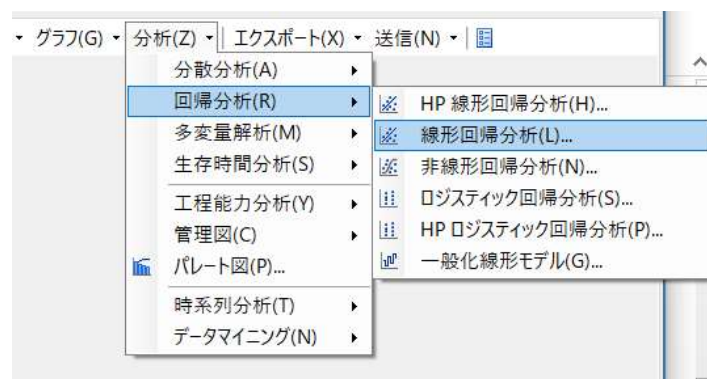 グラフ(G) 分析(Z) エクスポート(X) 送信(N)
分散分析(A)
回帰分析(R)
多変量解析(M)
生存時間分析(S)
工程能力分析(Y)
管理図(C)
パレート図(P)...
時系列分析(T)
データマイニング(N)
HP 線形回帰分析(H)...
線形回帰分析(L)...
非線形回帰分析(N)...
ロジスティック回帰分析(S)...
HP ロジスティック回帰分析(P)...
一般化線形モデル(G)...